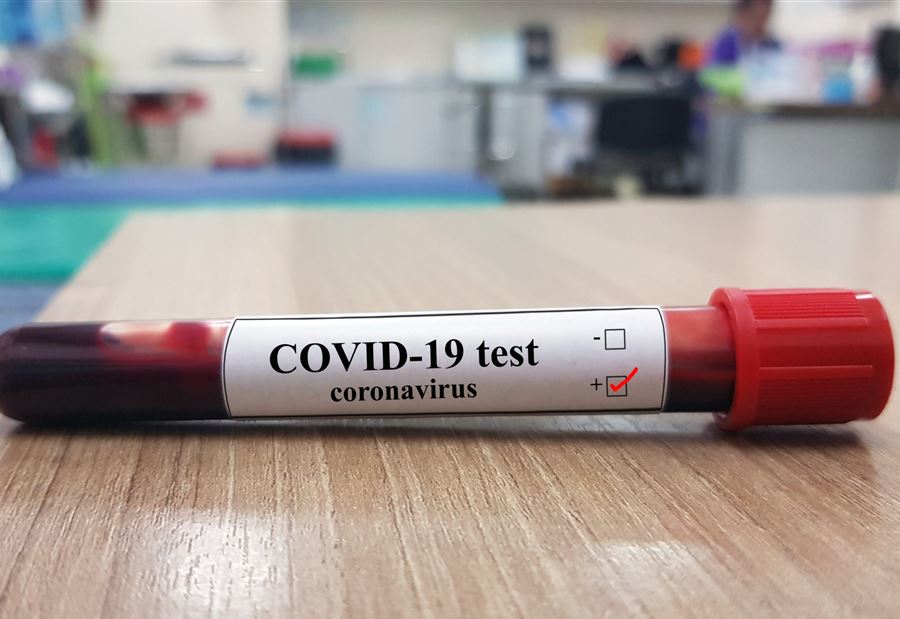 COVID-19 test
coronavirus
- ☐
+ ☑